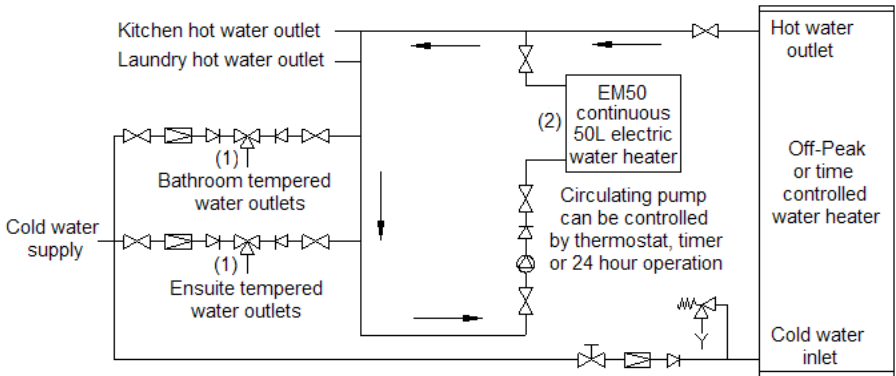 Kitchen hot water outlet
Laundry hot water outlet
(1)
Bathroom tempered
water outlets
Cold water
supply
(1)
Ensuite tempered
water outlets
(2)
EM50
continuous
50L electric
water heater
Circulating pump
can be controlled
by thermostat, timer
or 24 hour operation
Hot water
outlet
Off-Peak
or time
controlled
water heater
Cold water
inlet